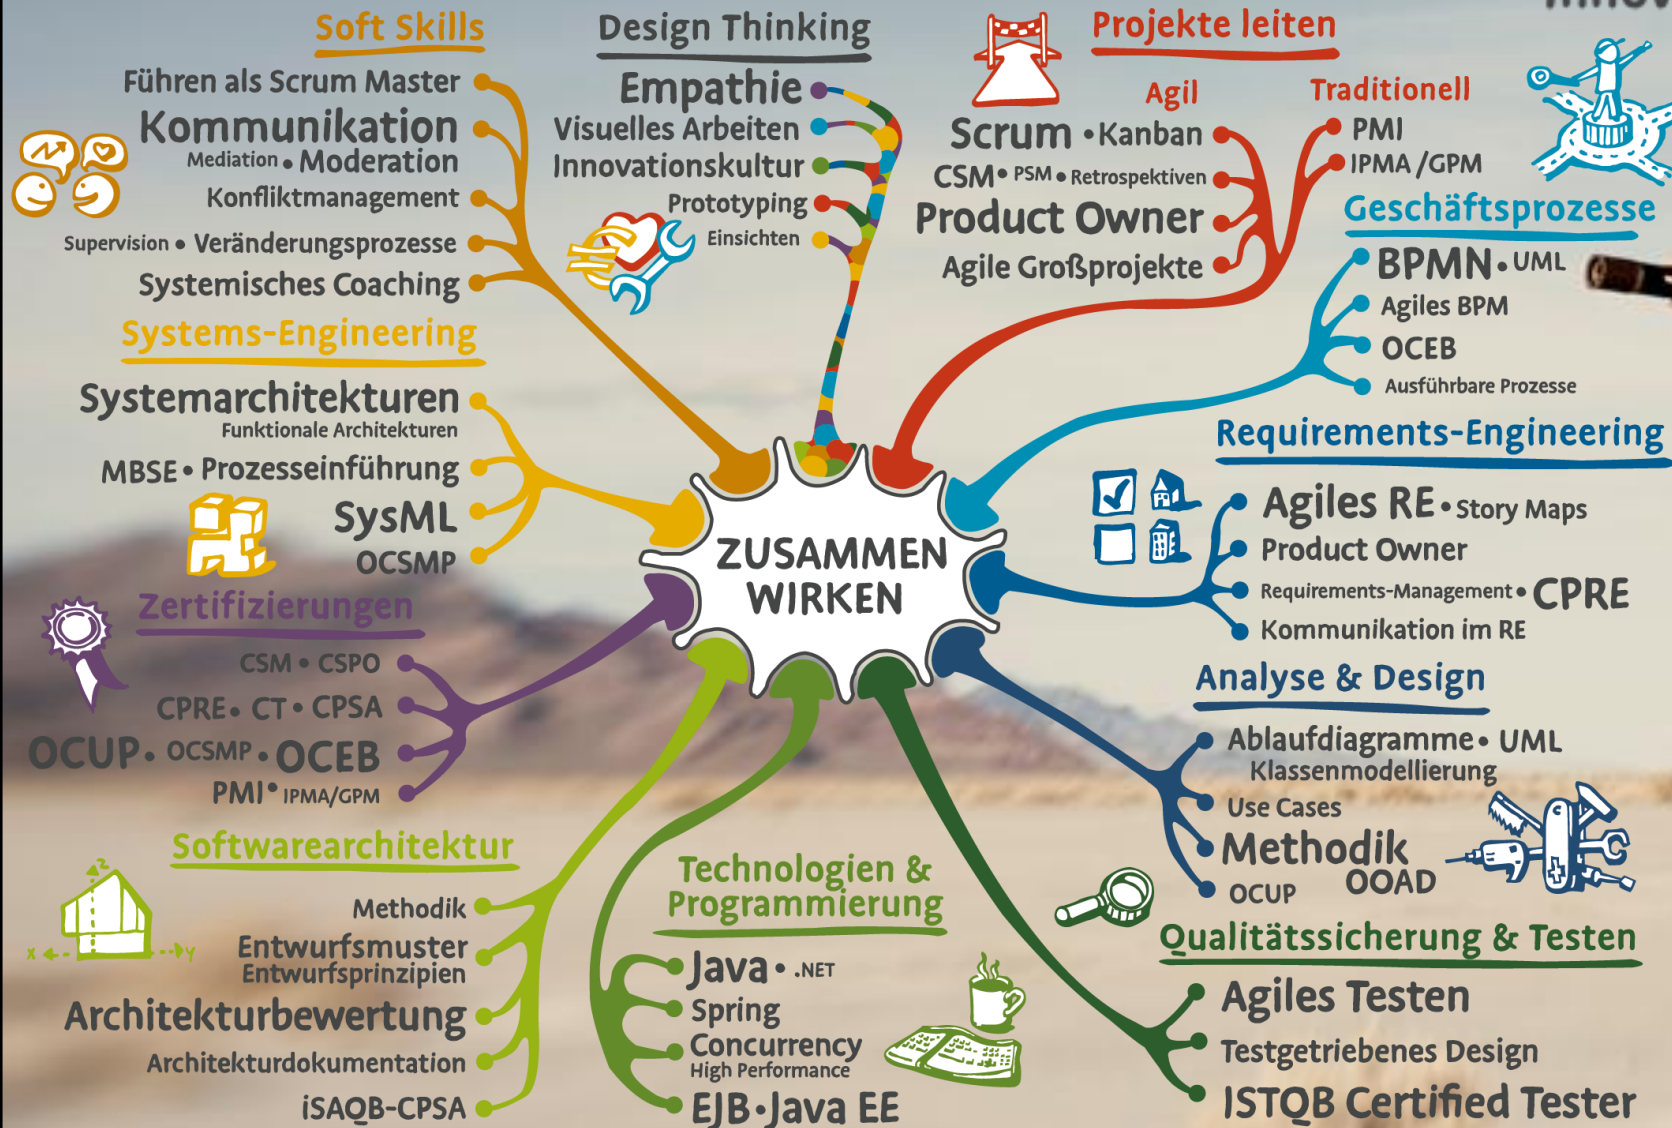 Soft Skills
Führen als Scrum Master
Kommunikation
Mediation • Moderation
Konfliktmanagement
Supervision • Veränderungsprozesse
Systemisches Coaching
Design Thinking
Empathie
Visuelles Arbeiten
Innovationskultur
Prototyping
Einsichten
Projekte leiten
Agil
Scrum • Kanban
CSM • PSM • Retrospektiven
Product Owner
Agile Großprojekte
Traditionell
PMI
IPMA/GPM
Geschäftsprozesse
BPMN • UML
Agiles BPM
OCEB
Ausführbare Prozesse
Systems-Engineering
Systemarchitekturen
Funktionale Architekturen
MBSE • Prozesseinführung
SysML
OCSMP
ZUSAMMEN
WIRKEN
Requirements-Engineering
Agiles RE • Story Maps
Product Owner
Requirements-Management • CPRE
Kommunikation im RE
Zertifizierungen
CSM • CSPO
CPRE • CT • CPSA
OCUP • OCSMP • OCEB
PMI • IPMA/GPM
Analyse & Design
Ablaufdiagramme • UML
Klassenmodellierung
Use Cases
Methodik
OOAD
OCUP
Softwarearchitektur
z
x
y
Methodik
Entwurfsmuster
Entwurfsprinzipien
Architekturbewertung
Architekturdokumentation
iSAQB-CPSA
Technologien &
Programmierung
Java • .NET
Spring
Concurrency
High Performance
EJB • Java EE
Qualitätssicherung & Testen
Agiles Testen
Testgetriebenes Design
ISTQB Certified Tester